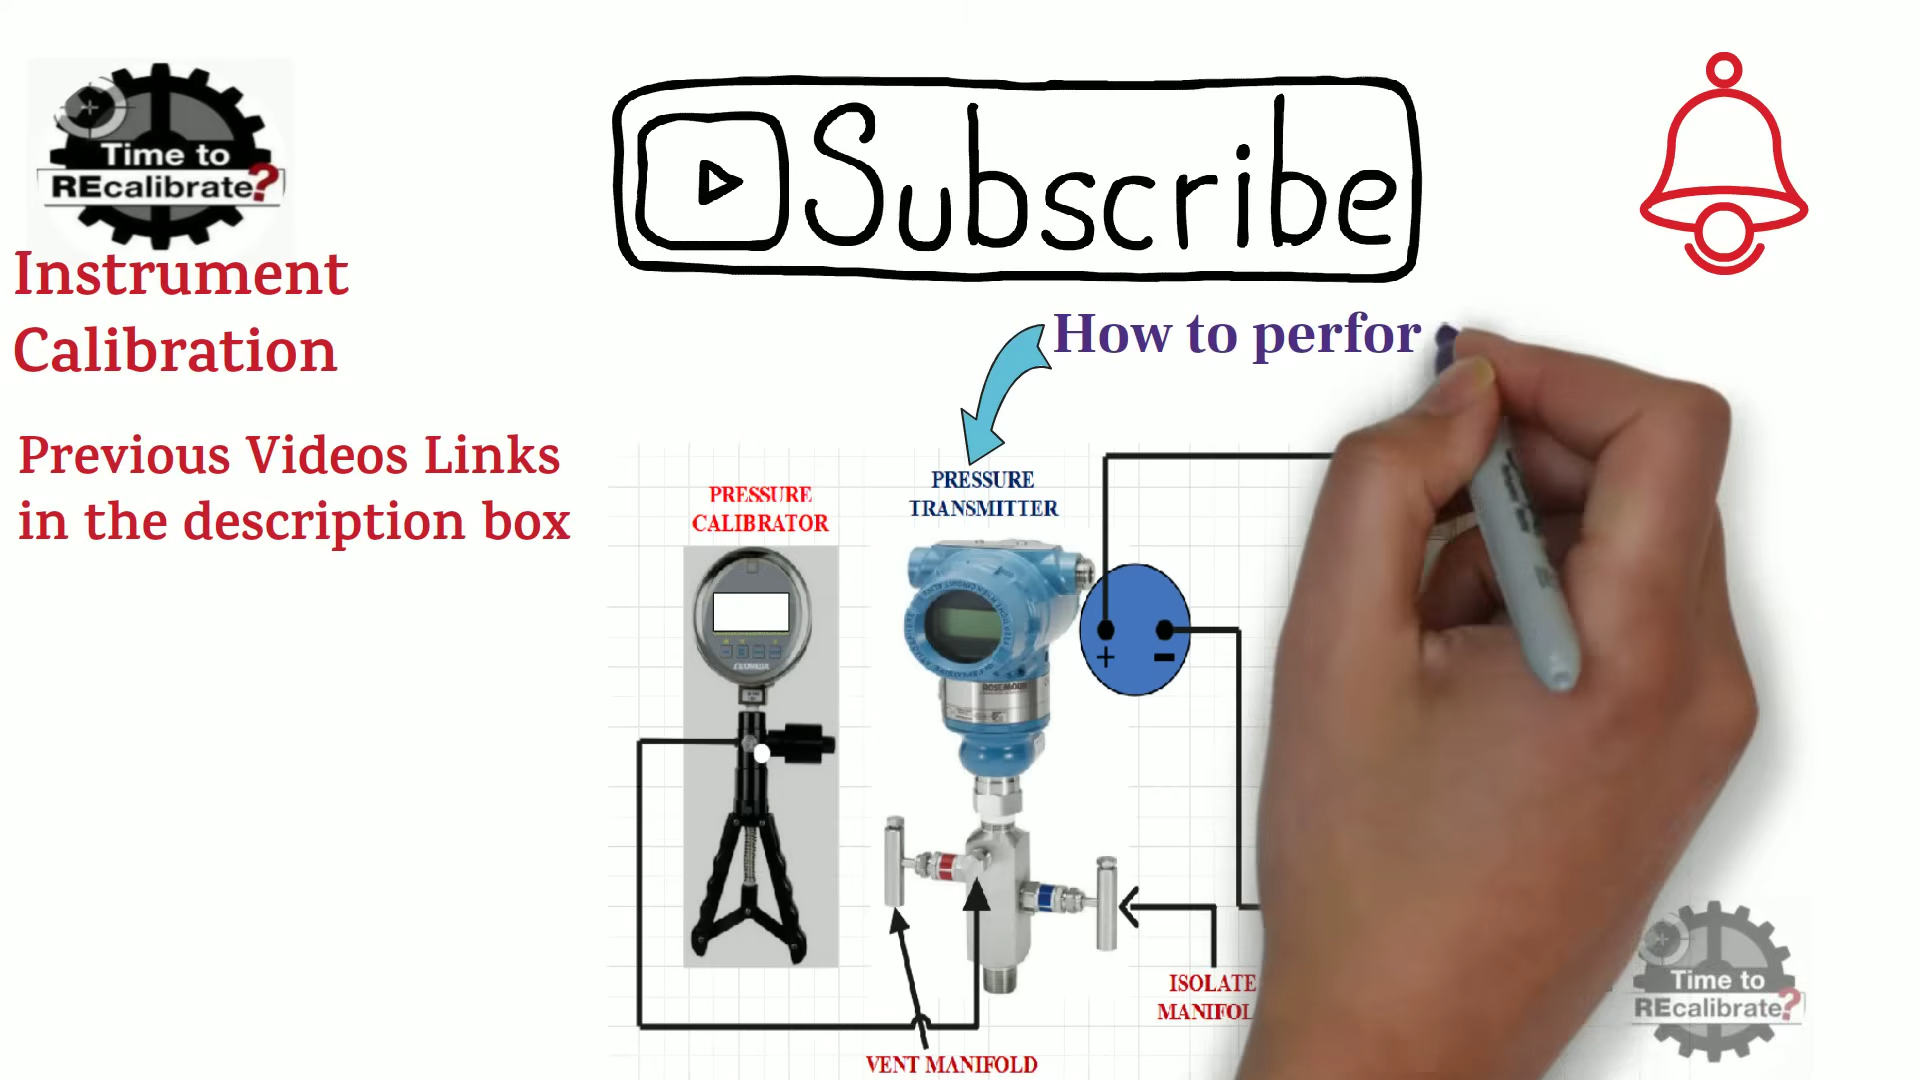 Time to
REcalibrate?
Instrument
Calibration
Previous Videos Links
in the description box
Subscribe
How to perfor
PRESSURE
CALIBRATOR
PRESSURE
TRANSMITTER
ROSEMOUNT
+
-
ISOLATE
MANIFOL
VENT MANIFOLD
Time to
REcalibrate?